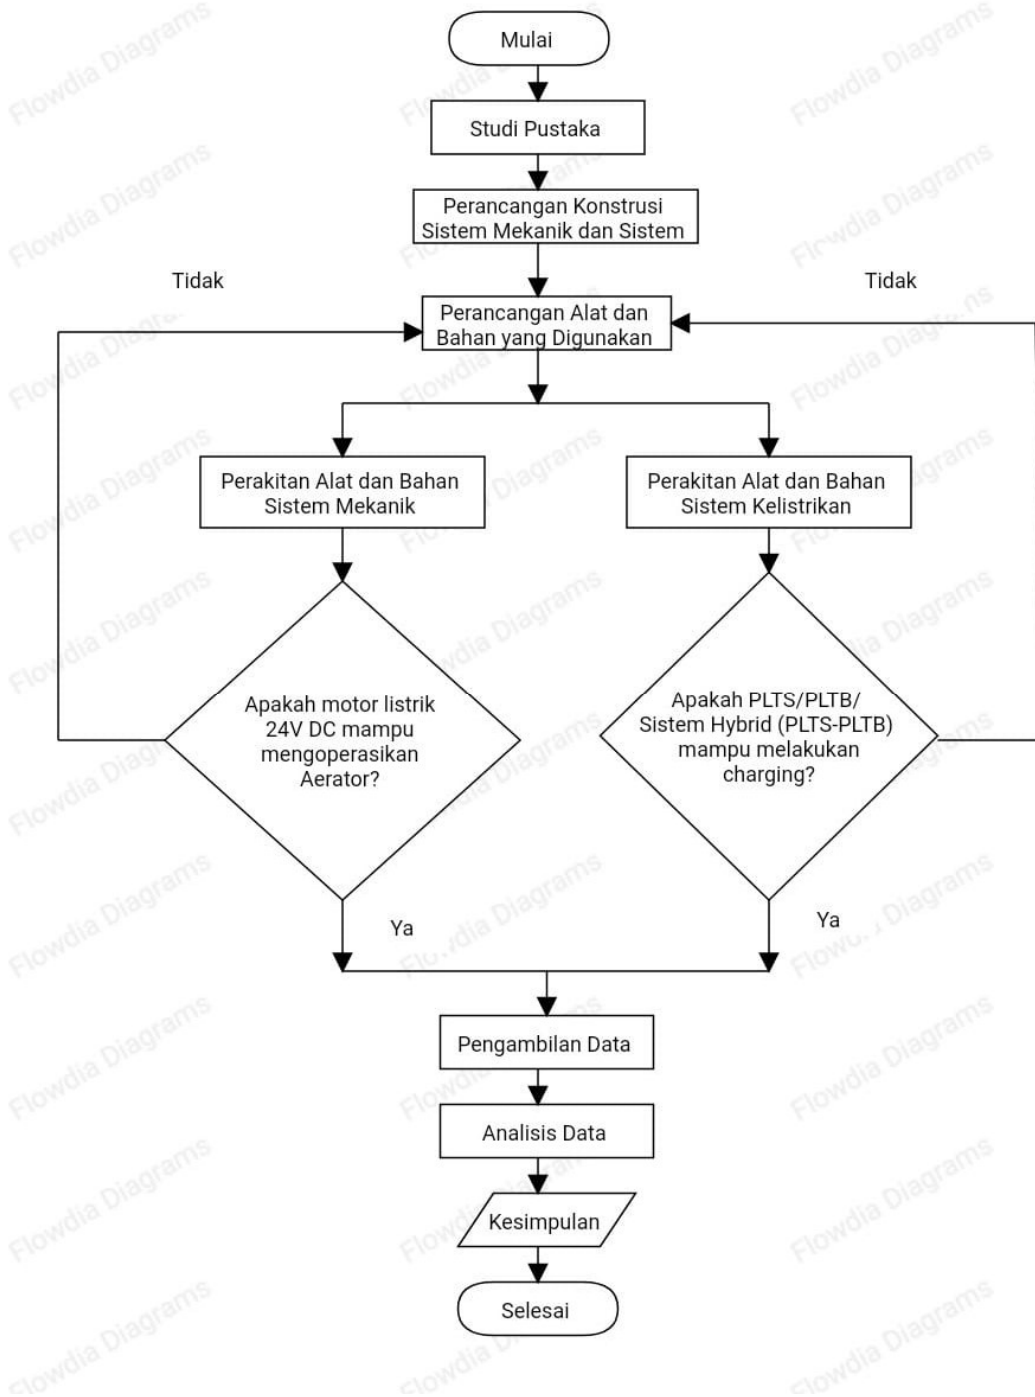 Mulai
Studi Pustaka
Perancangan Konstrusi
Sistem Mekanik dan Sistem
Tidak
Tidak
Perancangan Alat dan
Bahan yang Digunakan
Perakitan Alat dan Bahan
Sistem Mekanik
Perakitan Alat dan Bahan
Sistem Kelistrikan
Apakah motor listrik
24V DC mampu
mengoperasikan
Aerator?
Apakah PLTS/PLTB/
Sistem Hybrid (PLTS-PLTB)
mampu melakukan
charging?
Ya
Ya
Pengambilan Data
Analisis Data
Kesimpulan
Selesai
Flowdia Diagrams